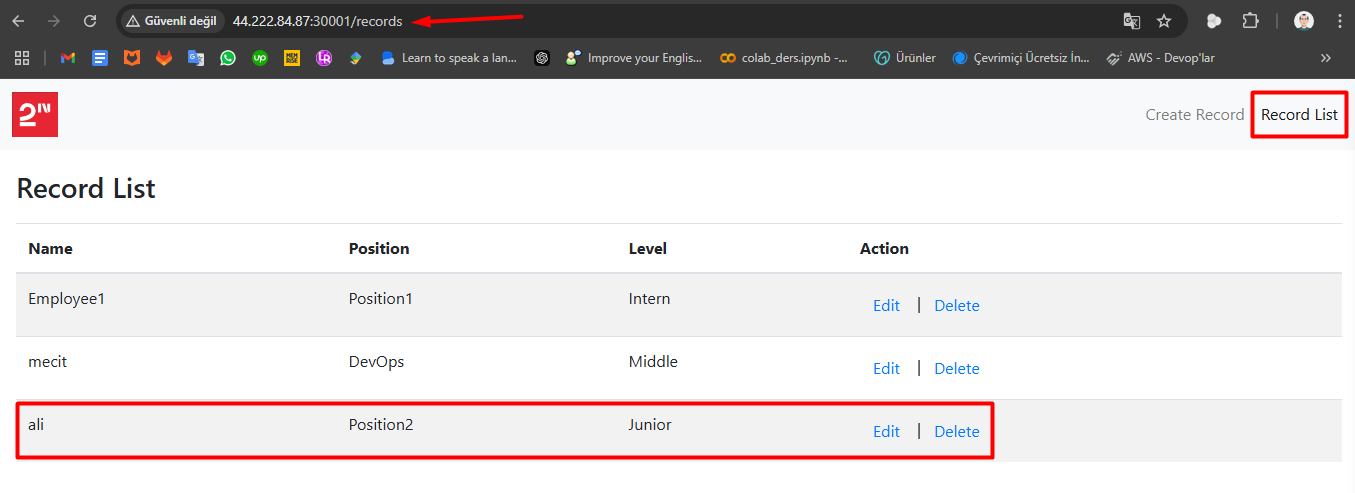 Güvenli değil 44.222.84.87:30001/records
Learn to speak a lan... Improve your Englis... colab_ders.ipynb -... Ürünler Çevrimiçi Ücretsiz İn... AWS - Devop'lar
Create Record Record List
Record List
Name Position Level Action
Employee1 Position1 Intern Edit | Delete
mecit DevOps Middle Edit | Delete
ali Position2 Junior Edit | Delete